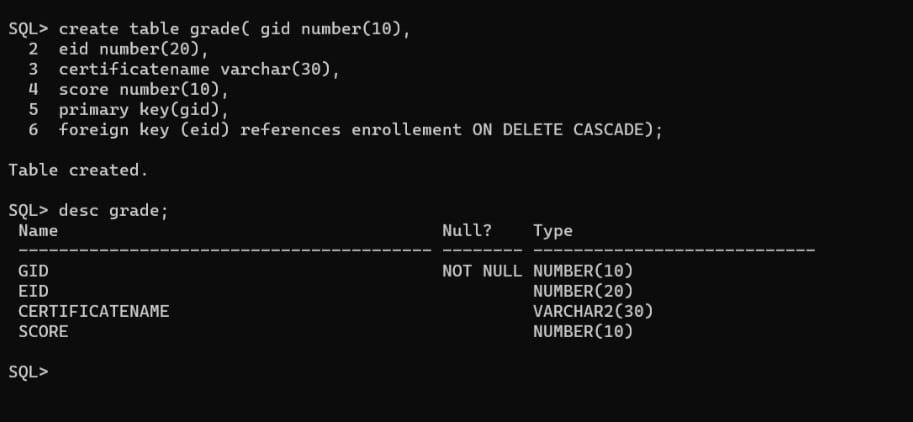 SQL> create table grade( gid number(10),
  2  eid number(20),
  3  certificatename varchar(30),
  4  score number(10),
  5  primary key(gid),
  6  foreign key (eid) references enrollement ON DELETE CASCADE);
Table created.
SQL> desc grade;
 Name                                      Null?    Type
 ----------------------------------------- -------- ----------------------------
 GID                                       NOT NULL NUMBER(10)
 EID                                                NUMBER(20)
 CERTIFICATENAME                                    VARCHAR2(30)
 SCORE                                              NUMBER(10)
SQL>